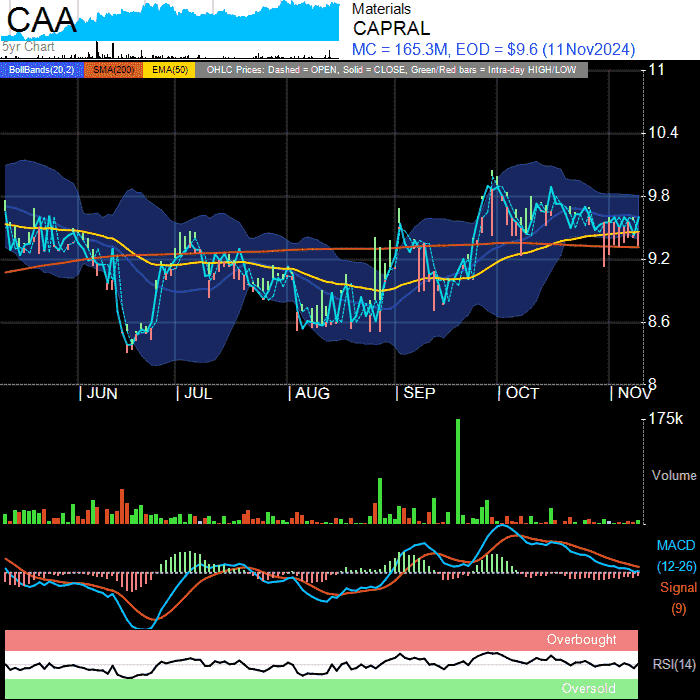 CAA
5yr Chart
Materials
CAPRAL
MC = 165.3M, EOD = $9.6 (11Nov2024)
BollBands(20,2) SMA(200) EMA(50) OHLC Prices: Dashed = OPEN, Solid = CLOSE, Green/Red bars = Intra-day HIGH/LOW
11
10.4
9.8
9.2
8.6
8
| JUN | JUL | AUG | SEP | OCT | NOV
175k
Volume
MACD
(12-26)
Signal
(9)
Overbought
RSI(14)
Oversold